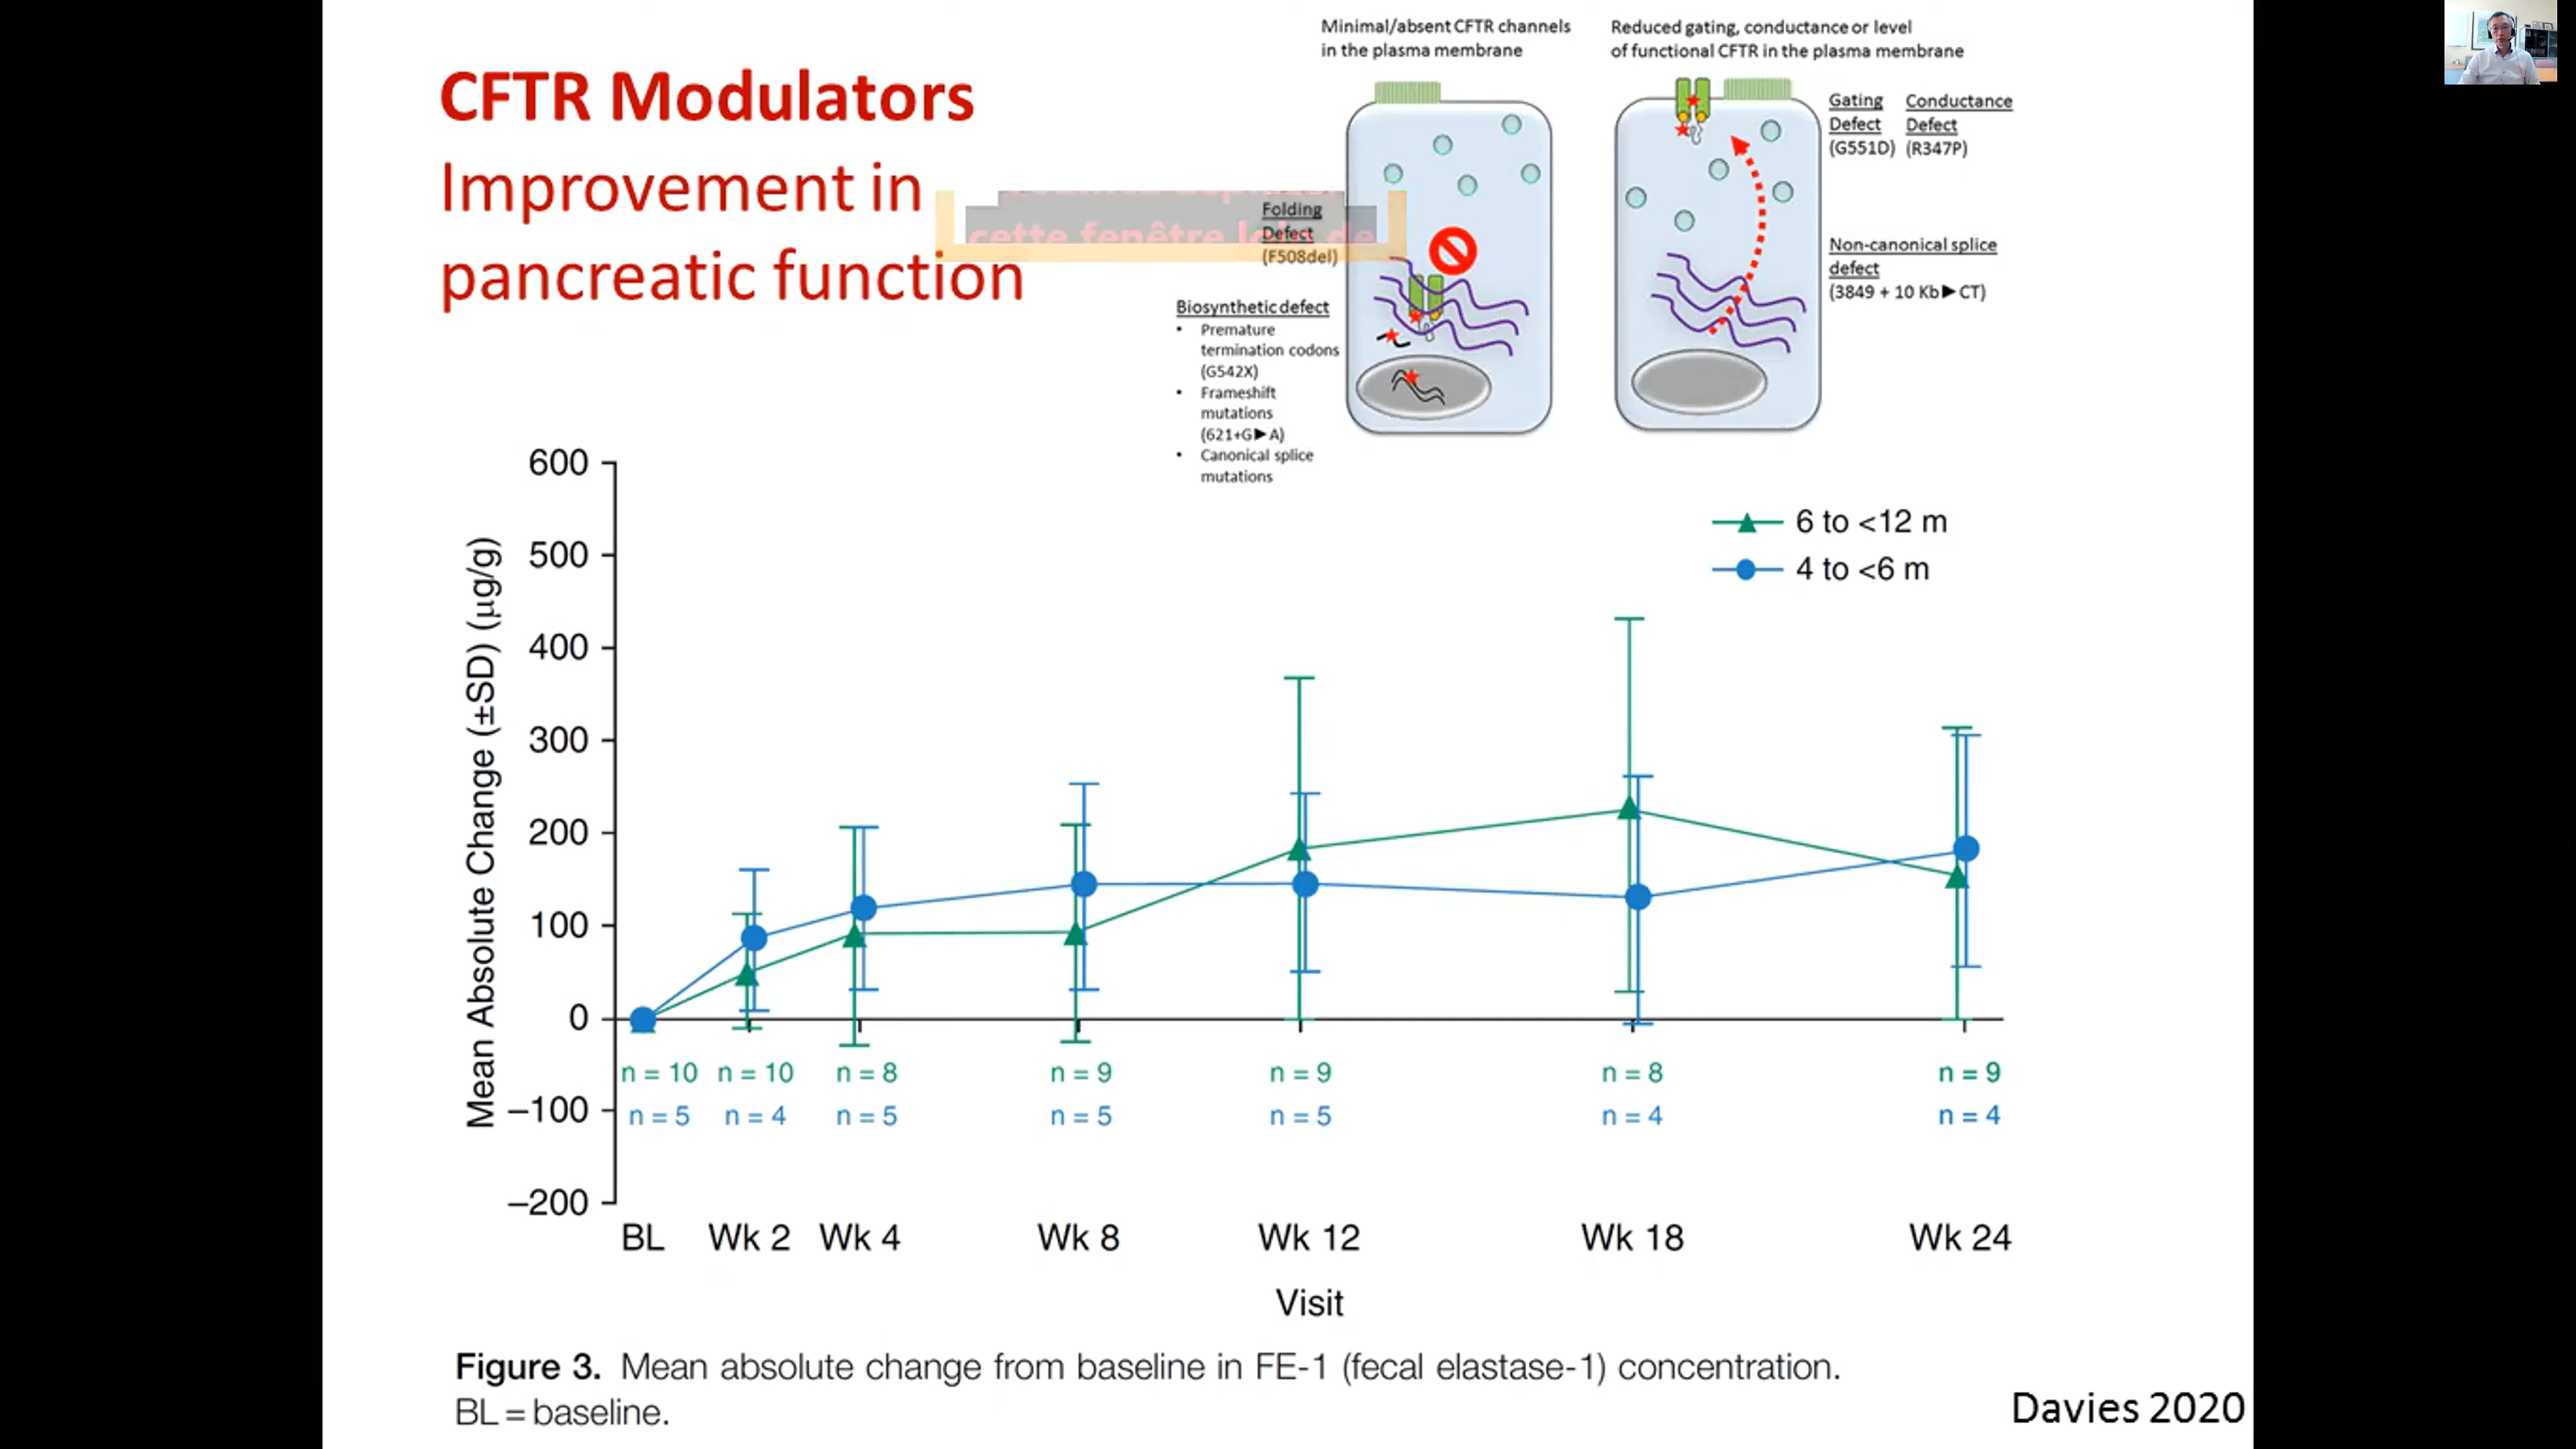 CFTR Modulators
Improvement in
pancreatic function
Minimal/absent CFTR channels
in the plasma membrane
Reduced gating, conductance or level
of functional CFTR in the plasma membrane
Gating
Defect
(G551D)
Conductance
Defect
(R347P)
cette fenêtre
Folding
Defect
(F508del)
Non-canonical splice
defect
(3849 + 10 Kb►CT)
Biosynthetic defect
• Premature
termination codons
(G542X)
• Frameshift
mutations
(621+G►A)
• Canonical splice
mutations
6 to <12 m
4 to <6 m
Mean Absolute Change (±SD) (µg/g)
600
500
400
300
200
100
0
–100
–200
n = 10 n = 10 n = 8 n = 9 n = 9 n = 8 n = 9
n = 5 n = 4 n = 5 n = 5 n = 5 n = 4 n = 4
BL Wk 2 Wk 4 Wk 8 Wk 12 Wk 18 Wk 24
Visit
Figure 3. Mean absolute change from baseline in FE-1 (fecal elastase-1) concentration.
BL = baseline.
Davies 2020